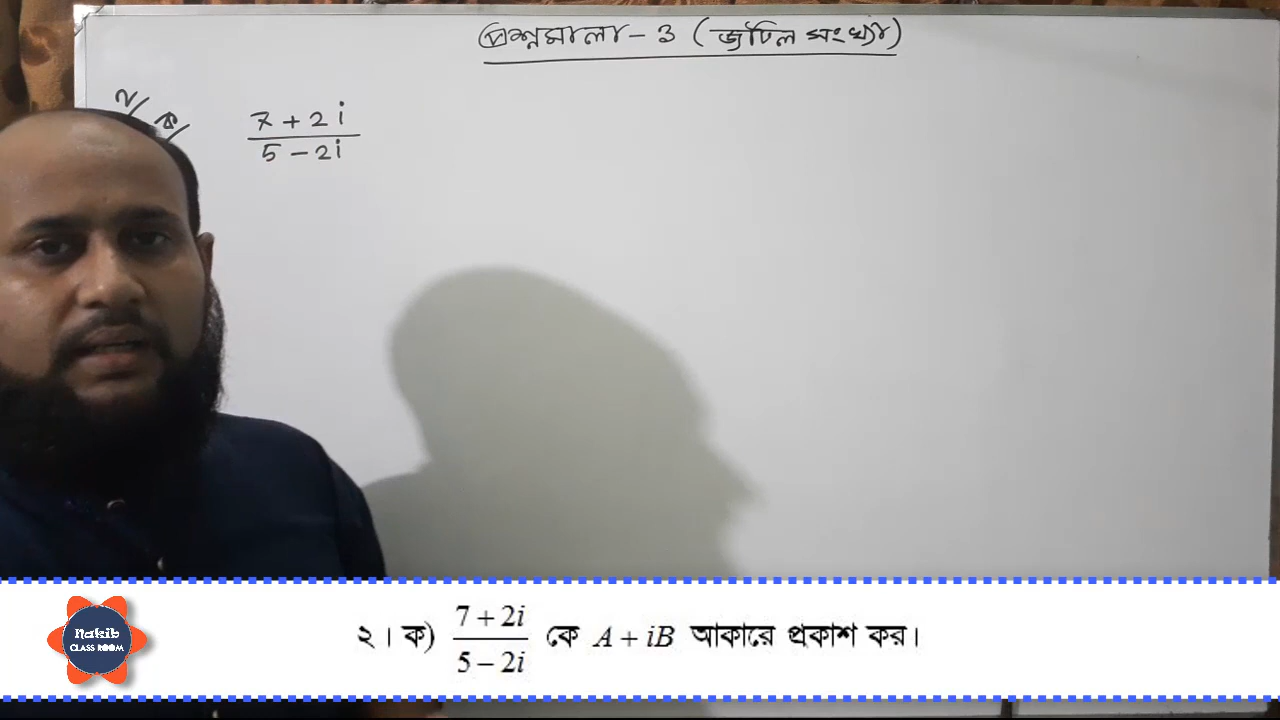 প্রশ্নমালা - 3 (জটিল সংখ্যা)
২/ ক/
7 + 2i
5 - 2i
Nakib
CLASS ROOM
২। ক) 7 + 2i / 5 - 2i কে A + iB আকারে প্রকাশ কর।